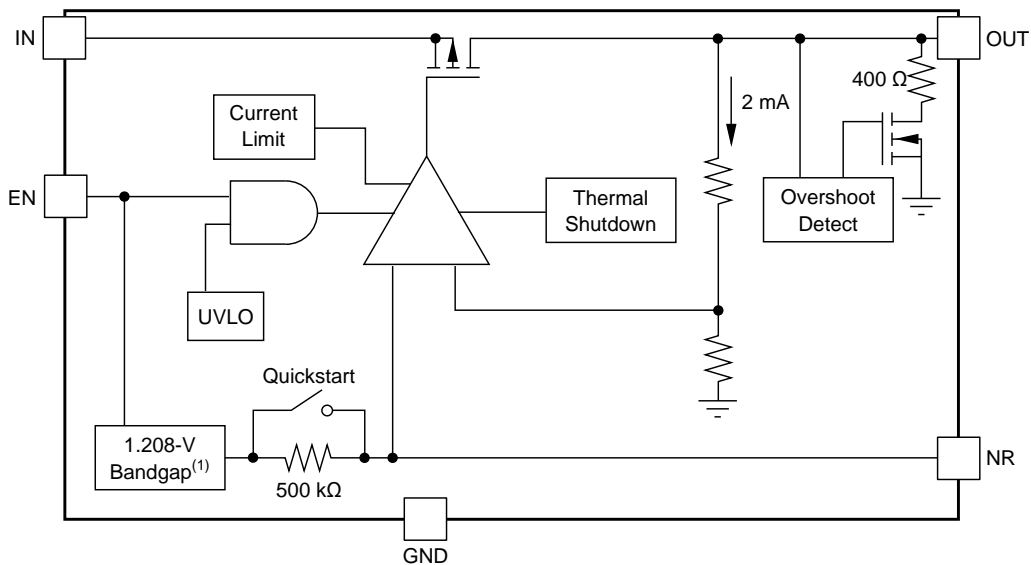 IN
OUT
400 Ω
2 mA
Current
Limit
EN
Thermal
Shutdown
Overshoot
Detect
UVLO
Quickstart
1.208-V
Bandgap(1)
500 kΩ
NR
GND